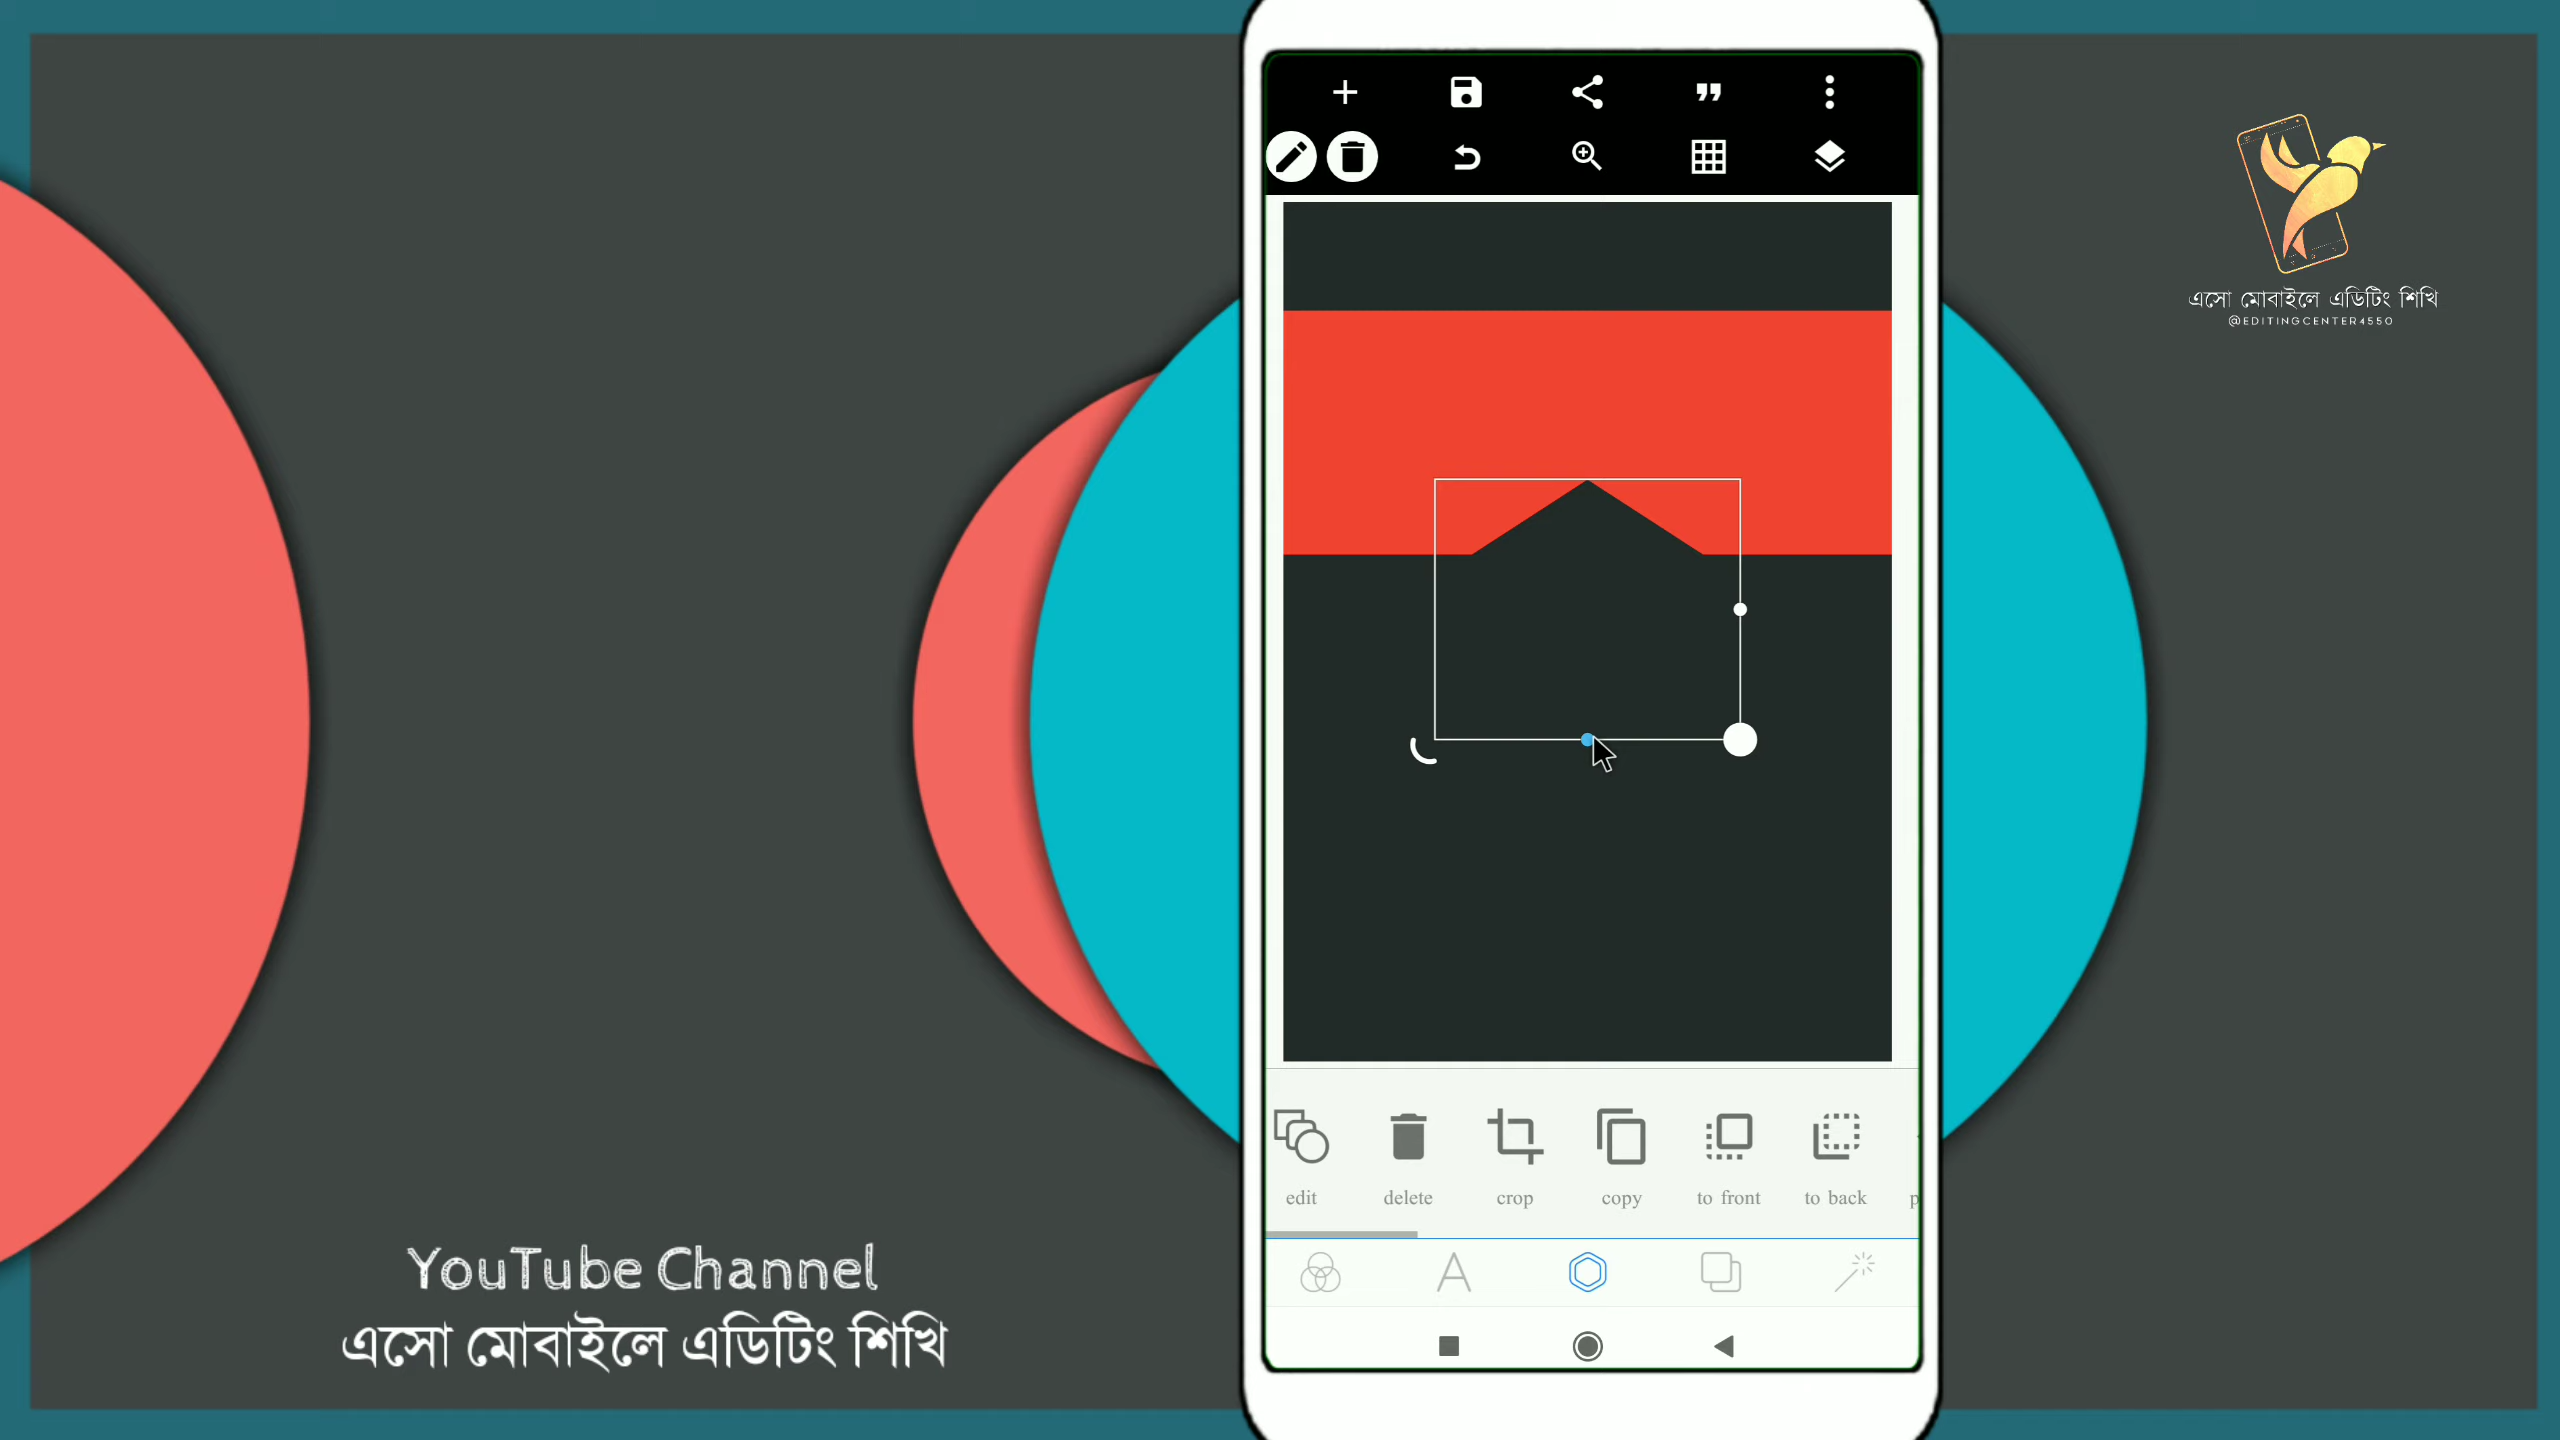 এসো মোবাইলে এডিটিং শিখি
@EDITINGCENTER4550
edit delete crop copy to front to back p
YouTube Channel
এসো মোবাইলে এডিটিং শিখি